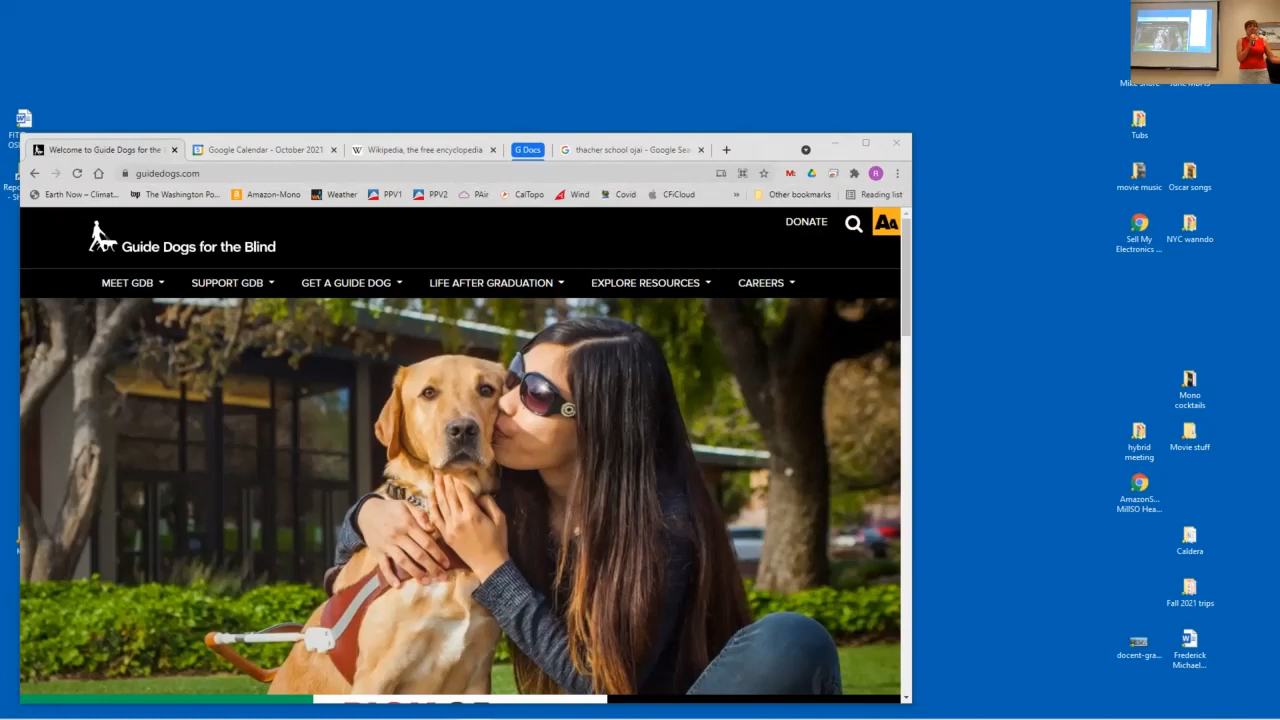 FIT
OS
Repo
- S
Welcome to Guide Dogs for the
Google Calendar - October 2021
Wikipedia, the free encyclopedia
G Docs
thacher school ojai - Google Sea
guidedogs.com
M:
R
Earth Now – Climat...
The Washington Po...
Amazon-Mono
Weather
PPV1
PPV2
PAir
CalTopo
Wind
Covid
CFiCloud
»
Other bookmarks
Reading list
Guide Dogs for the Blind
DONATE
AA
MEET GDB
SUPPORT GDB
GET A GUIDE DOG
LIFE AFTER GRADUATION
EXPLORE RESOURCES
CAREERS
Tubs
movie music
Oscar songs
Sell My
Electronics ...
NYC wanndo
Mono
cocktails
hybrid
meeting
Movie stuff
AmazonS...
MillSO Hea...
Caldera
Fall 2021 trips
docent-gra...
Frederick
Michael...